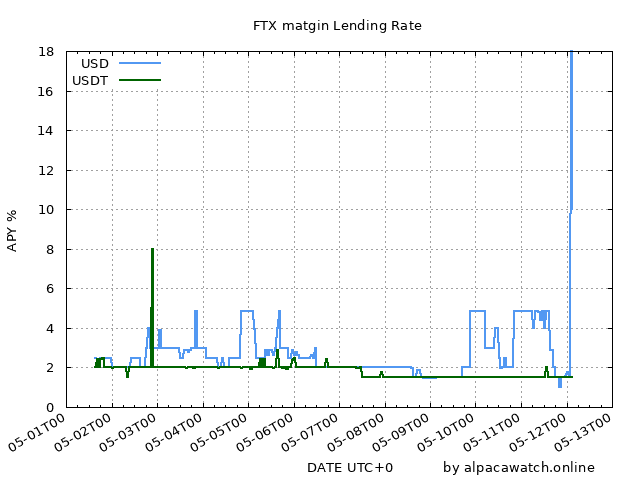 FTX matgin Lending Rate
USD
USDT
18
16
14
12
10
8
6
4
2
0
APY %
05-01T00
05-02T00
05-03T00
05-04T00
05-05T00
05-06T00
05-07T00
05-08T00
05-09T00
05-10T00
05-11T00
05-12T00
05-13T00
DATE UTC+0
by alpacawatch.online